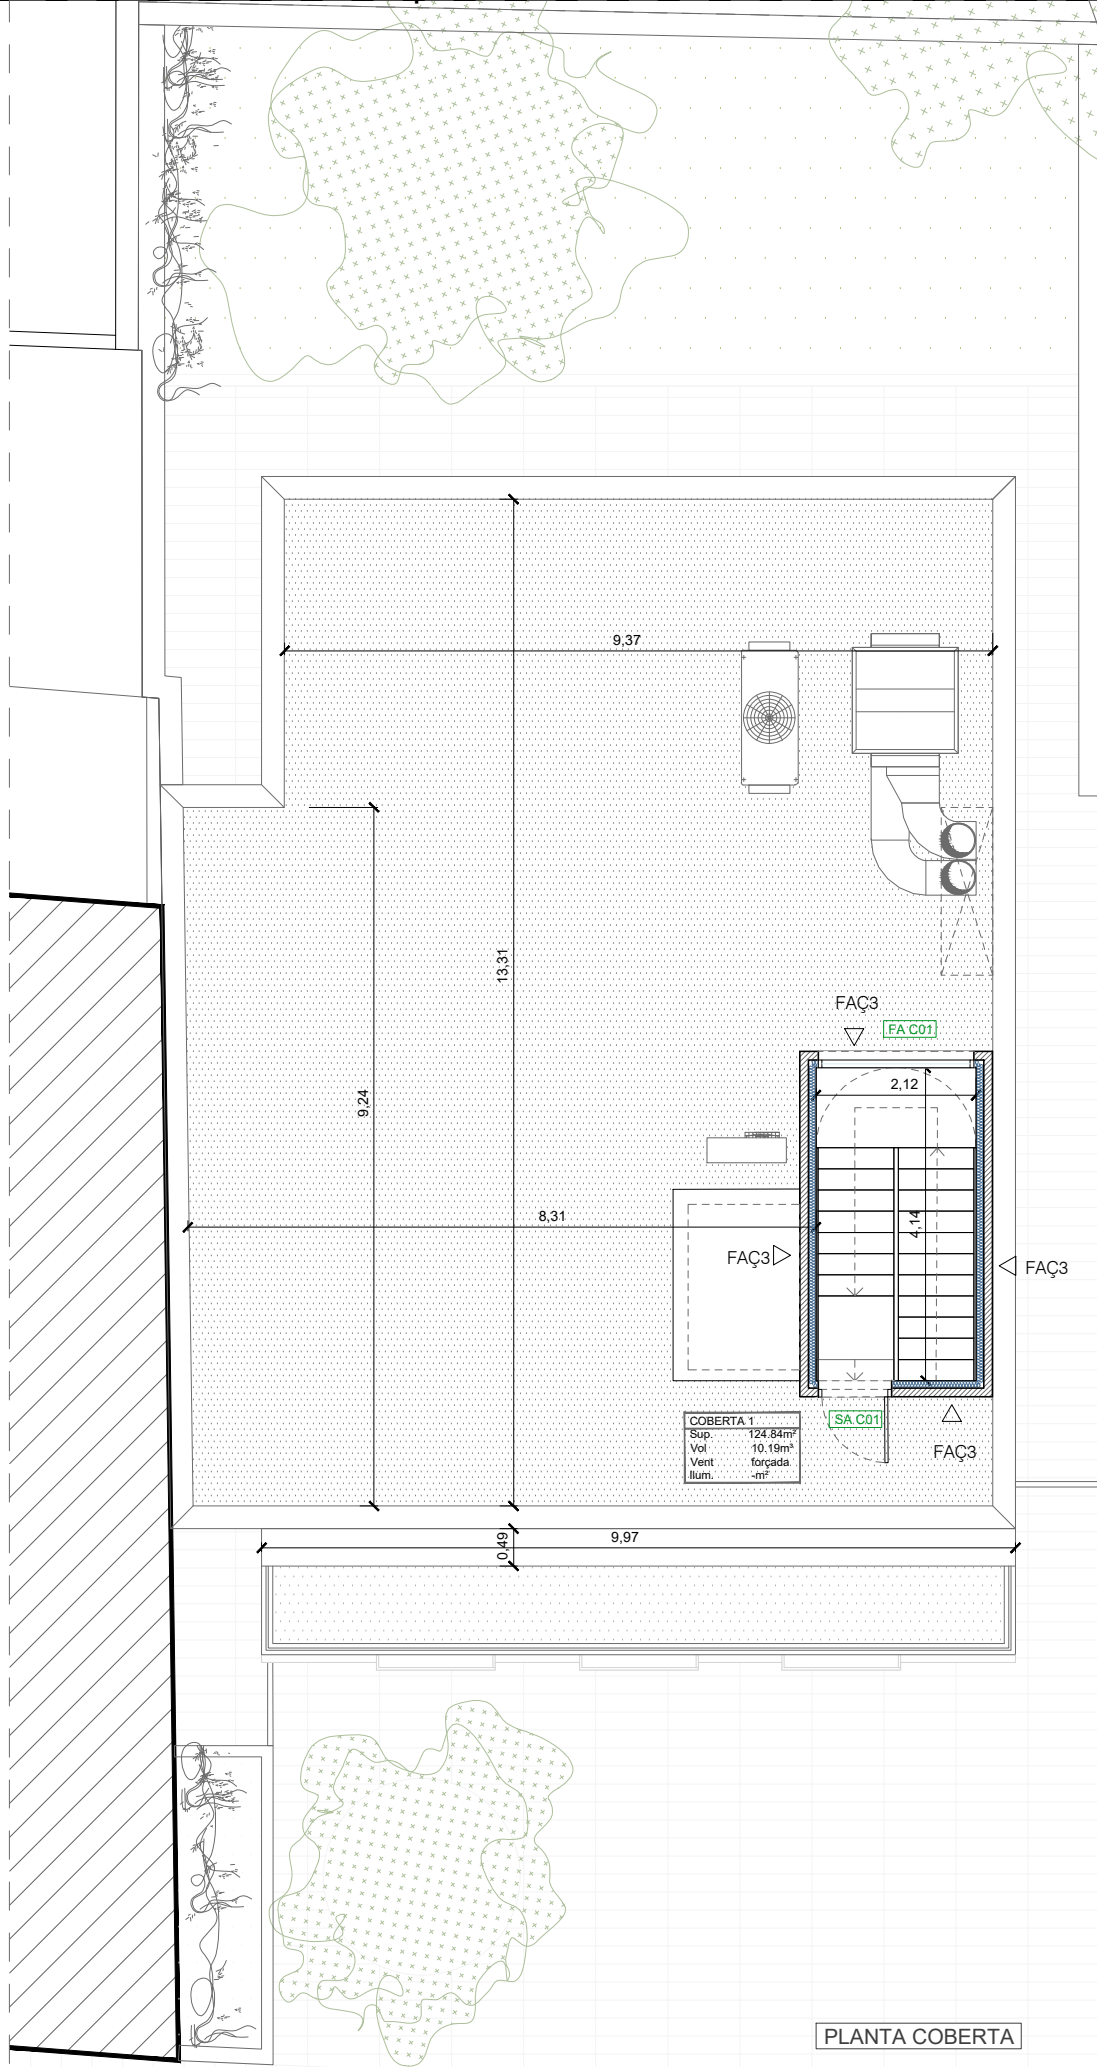 9,37
13,31
FAÇ3
FA C01
2,12
9,24
4,14
8,31
FAÇ3
FAÇ3
COBERTA 1
Sup. 124.84m²
Vol 10.19m³
Vent forçada
Ilum. -m²
SA C01
FAÇ3
0,49
9,97
PLANTA COBERTA